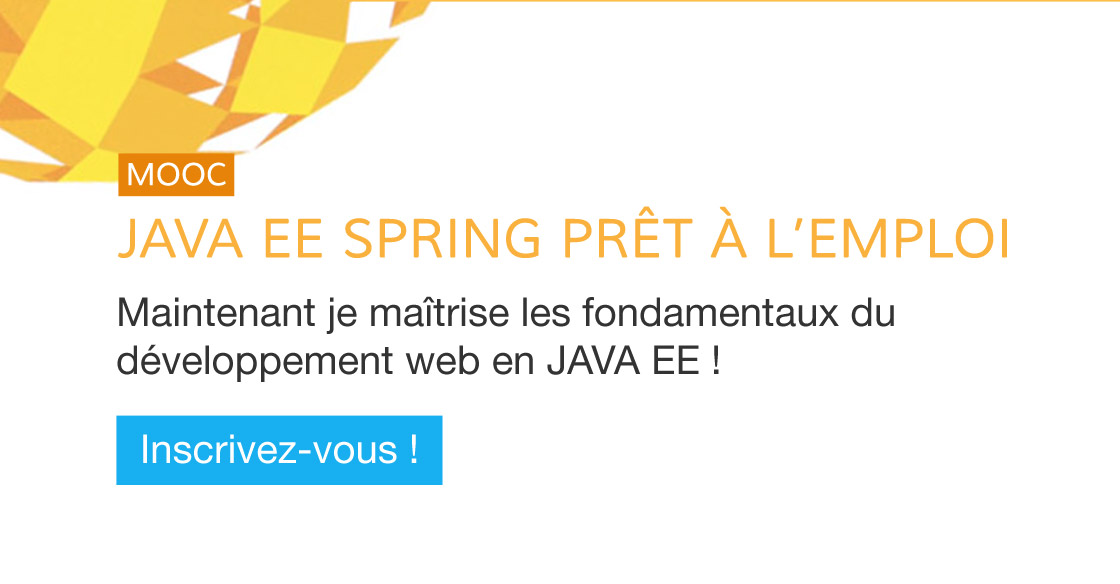 MOOC
JAVA EE SPRING PRÊT À L’EMPLOI
Maintenant je maîtrise les fondamentaux du
développement web en JAVA EE !
Inscrivez-vous !